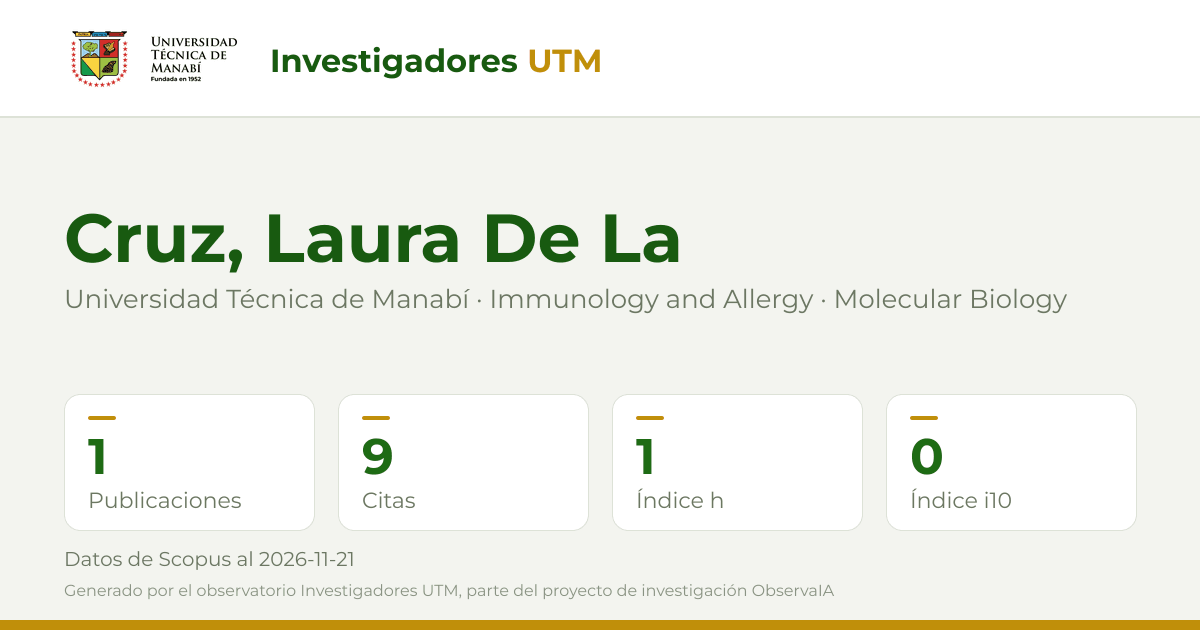 UNIVERSIDAD
TÉCNICA DE
MANABÍ
Fundada en 1952
Investigadores UTM
Cruz, Laura De La
Universidad Técnica de Manabí · Immunology and Allergy · Molecular Biology
1
Publicaciones
9
Citas
1
Índice h
0
Índice i10
Datos de Scopus al 2026-11-21
Generado por el observatorio Investigadores UTM, parte del proyecto de investigación ObservaIA